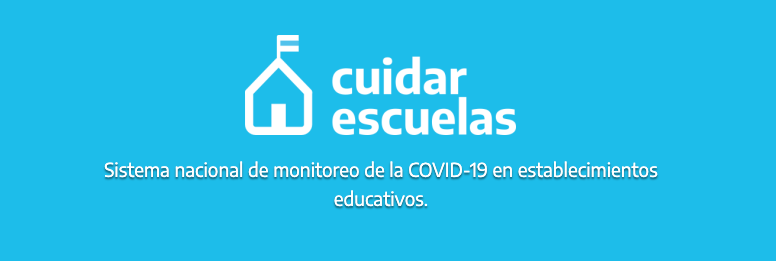 cuidar
escuelas
Sistema nacional de monitoreo de la COVID-19 en establecimientos
educativos.